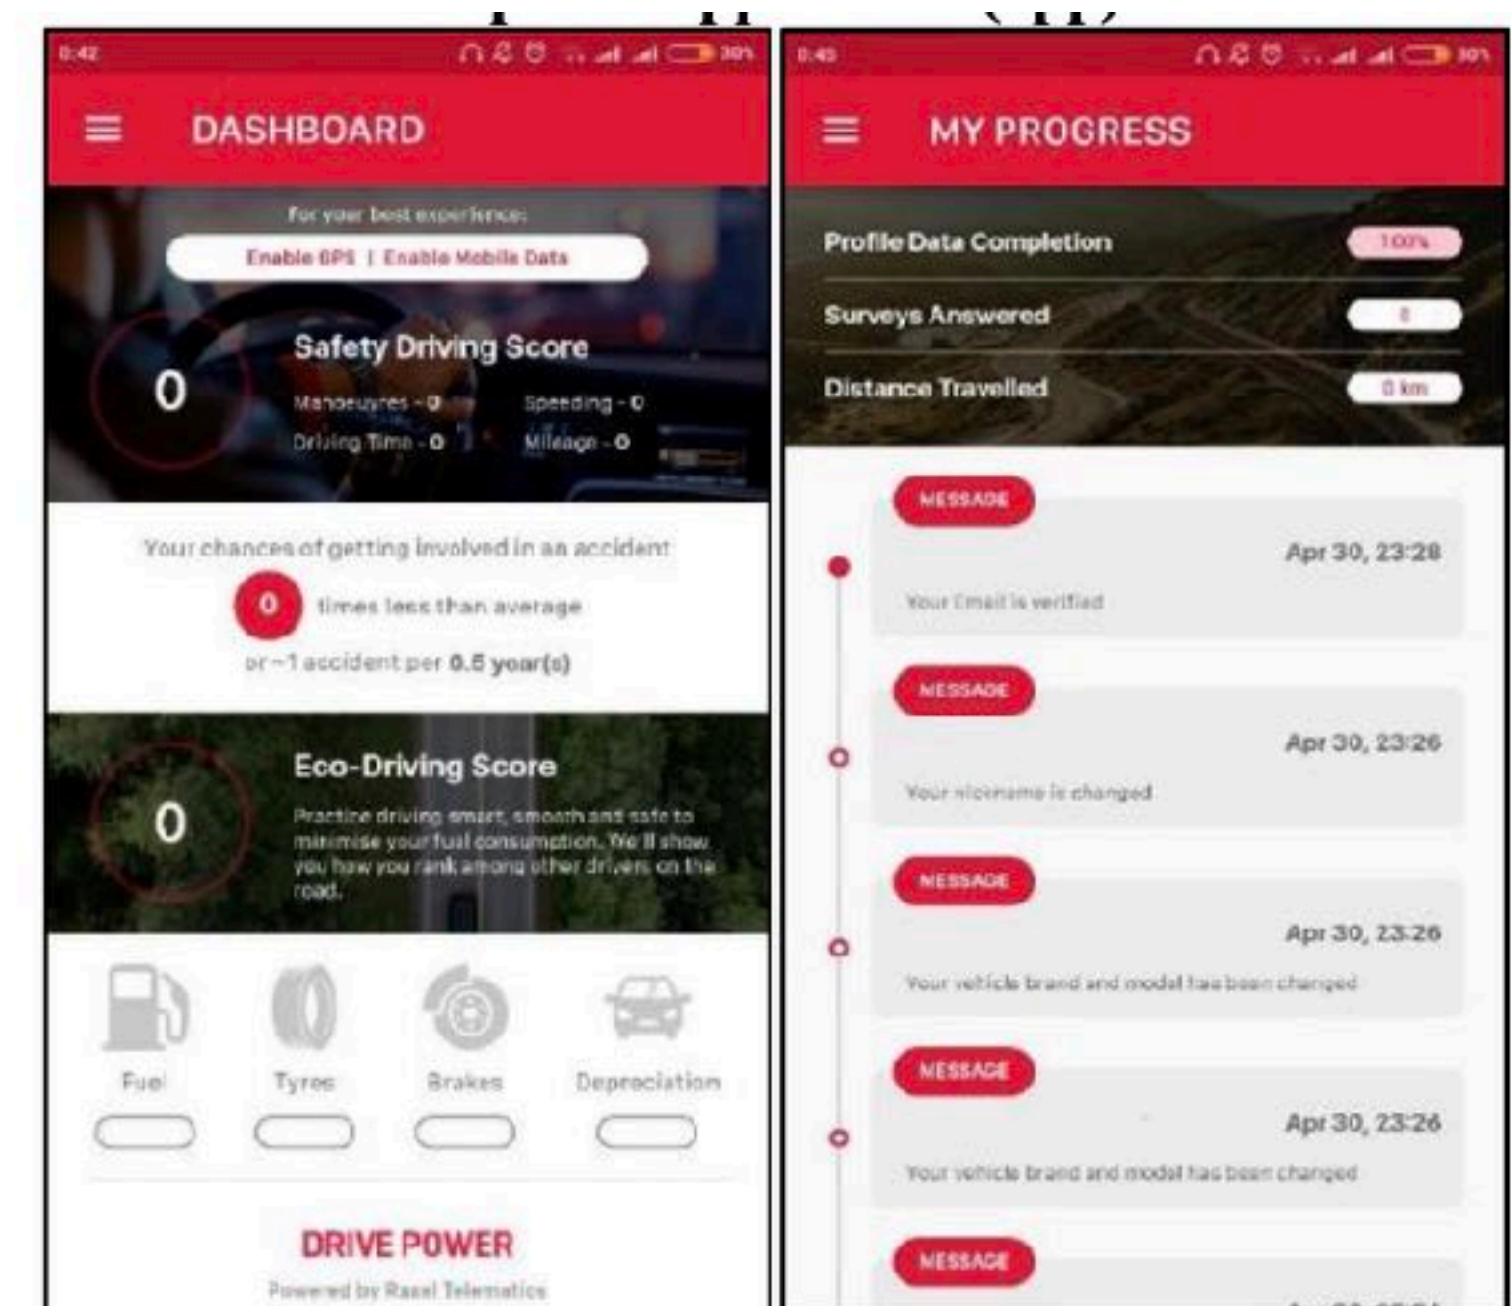 0:42
30%
DASHBOARD
For your best experience:
Enable GPS | Enable Mobile Data
0
Safety Driving Score
Manoeuvres - 0 Speeding - 0
Driving Time - 0 Mileage - 0
Your chances of getting involved in an accident
0 times less than average
or ~1 accident per 0.5 year(s)
0
Eco-Driving Score
Practice driving smart, smooth and safe to
minimise your fuel consumption. We'll show
you how you rank among other drivers on the
road.
Fuel Tyres Brakes Depreciation
DRIVE POWER
Powered by Raxel Telematics
30%
MY PROGRESS
Profile Data Completion 100%
Surveys Answered
Distance Travelled 0 km
MESSAGE
Apr 30, 23:28
Your Email is verified
MESSAGE
Apr 30, 23:26
Your nickname is changed
MESSAGE
Apr 30, 23:26
Your vehicle brand and model has been changed
MESSAGE
Apr 30, 23:26
Your vehicle brand and model has been changed
MESSAGE